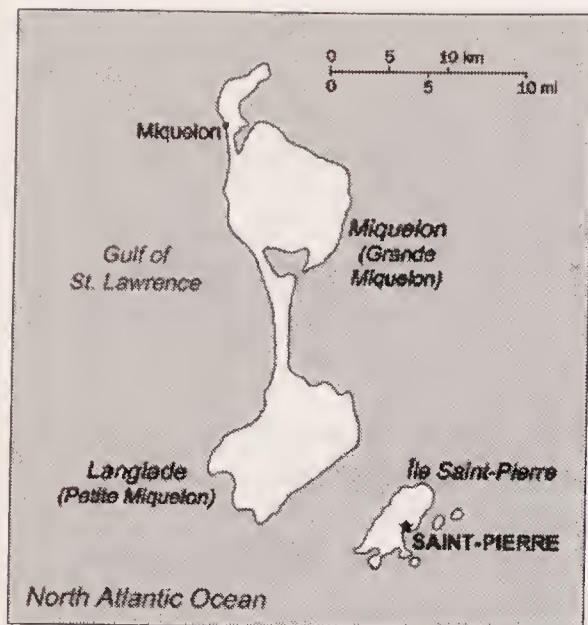 0 5 10 km
0 5 10 mi
Miquelon
Miquelon
(Grande
Miquelon)
Gulf of
St. Lawrence
Langlade
(Petite Miquelon)
Île Saint-Pierre
SAINT-PIERRE
North Atlantic Ocean